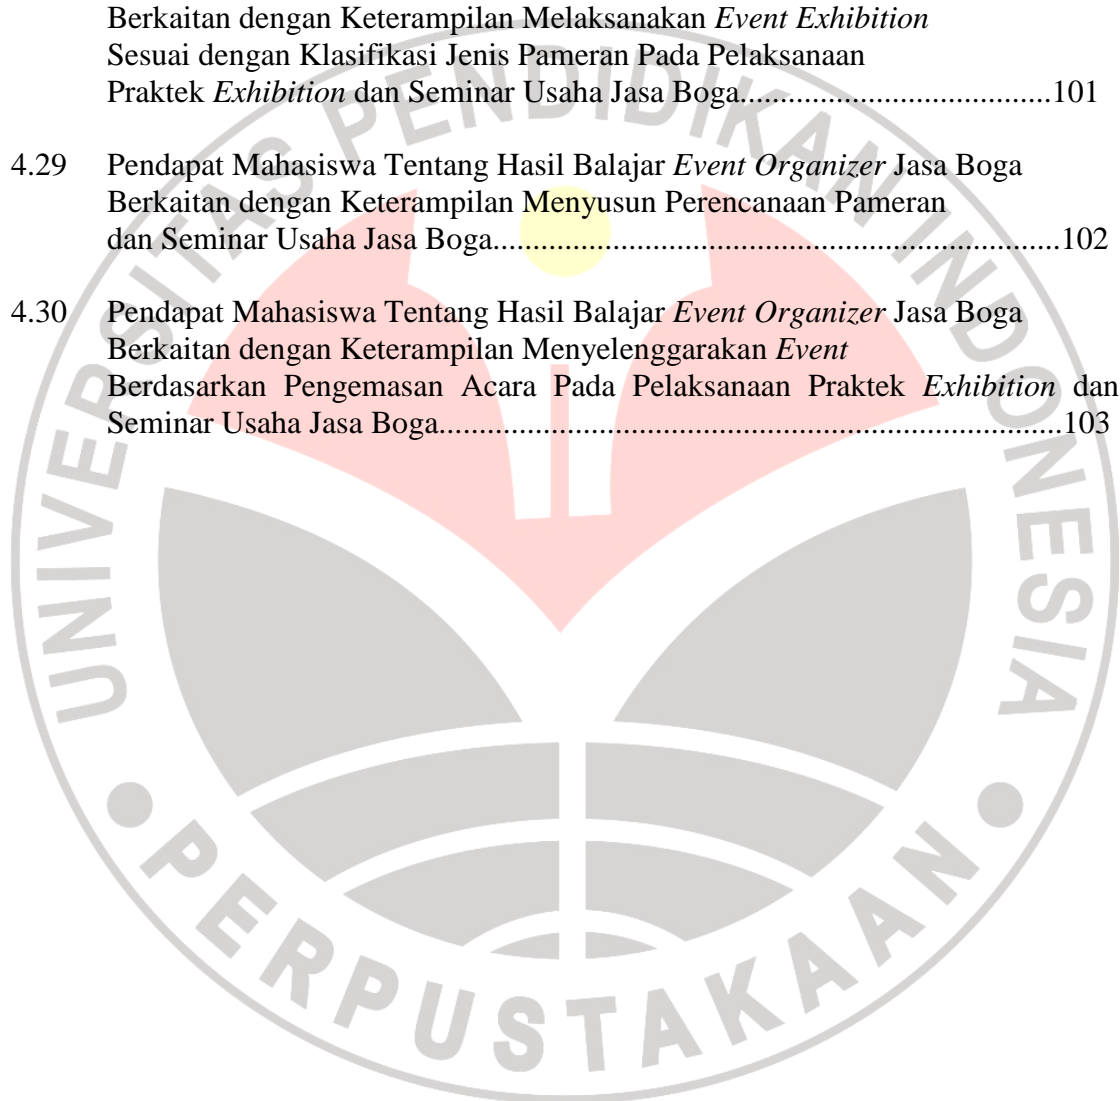 Berkaitan dengan Keterampilan Melaksanakan Event Exhibition
Sesuai dengan Klasifikasi Jenis Pameran Pada Pelaksanaan
Praktek Exhibition dan Seminar Usaha Jasa Boga......................................101
4.29 Pendapat Mahasiswa Tentang Hasil Balajar Event Organizer Jasa Boga
Berkaitan dengan Keterampilan Menyusun Perencanaan Pameran
dan Seminar Usaha Jasa Boga.....................................................................102
4.30 Pendapat Mahasiswa Tentang Hasil Balajar Event Organizer Jasa Boga
Berkaitan dengan Keterampilan Menyelenggarakan Event
Berdasarkan Pengemasan Acara Pada Pelaksanaan Praktek Exhibition dan
Seminar Usaha Jasa Boga............................................................................103
UNIVERSITAS PENDIDIKAN INDONESIA
PERPUSTAKAAN